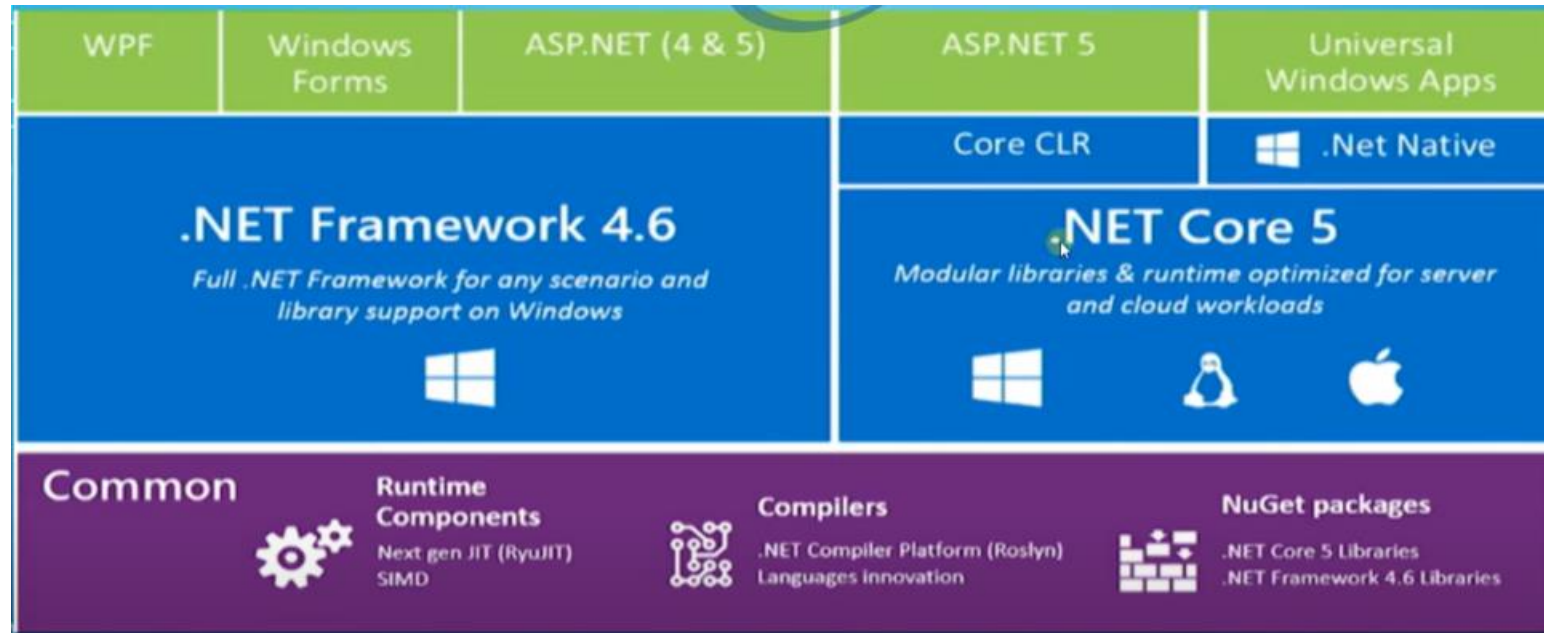 WPF
Windows
Forms
ASP.NET (4 & 5)
ASP.NET 5
Universal
Windows Apps
Core CLR
.Net Native
.NET Framework 4.6
Full .NET Framework for any scenario and
library support on Windows
.NET Core 5
Modular libraries & runtime optimized for server
and cloud workloads
Common
Runtime
Components
Next gen JIT (RyuJIT)
SIMD
Compilers
.NET Compiler Platform (Roslyn)
Languages innovation
NuGet packages
.NET Core 5 Libraries
.NET Framework 4.6 Libraries